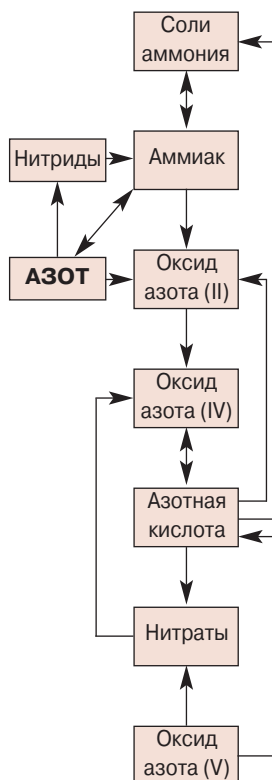 Соли
аммония
Нитриды
Аммиак
АЗОТ
Оксид
азота (II)
Оксид
азота (IV)
Азотная
кислота
Нитраты
Оксид
азота (V)